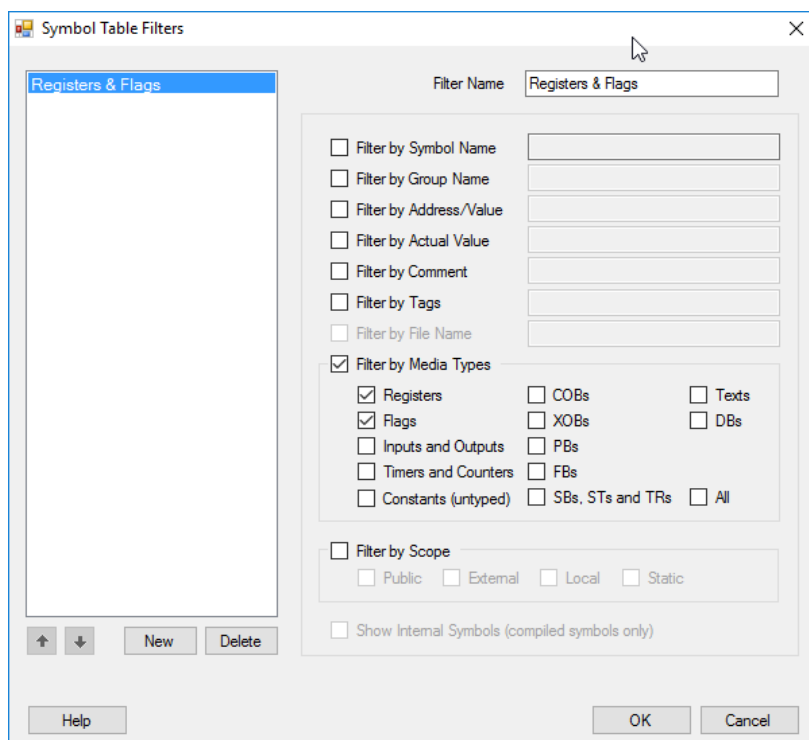 Symbol Table Filters
Registers & Flags
Filter Name Registers & Flags
Filter by Symbol Name
Filter by Group Name
Filter by Address/Value
Filter by Actual Value
Filter by Comment
Filter by Tags
Filter by File Name
Filter by Media Types
Registers COBs Texts
Flags XOBs DBs
Inputs and Outputs PBs
Timers and Counters FBs
Constants (untyped) SBs, STs and TRs All
Filter by Scope
Public External Local Static
Show Internal Symbols (compiled symbols only)
New Delete
Help OK Cancel